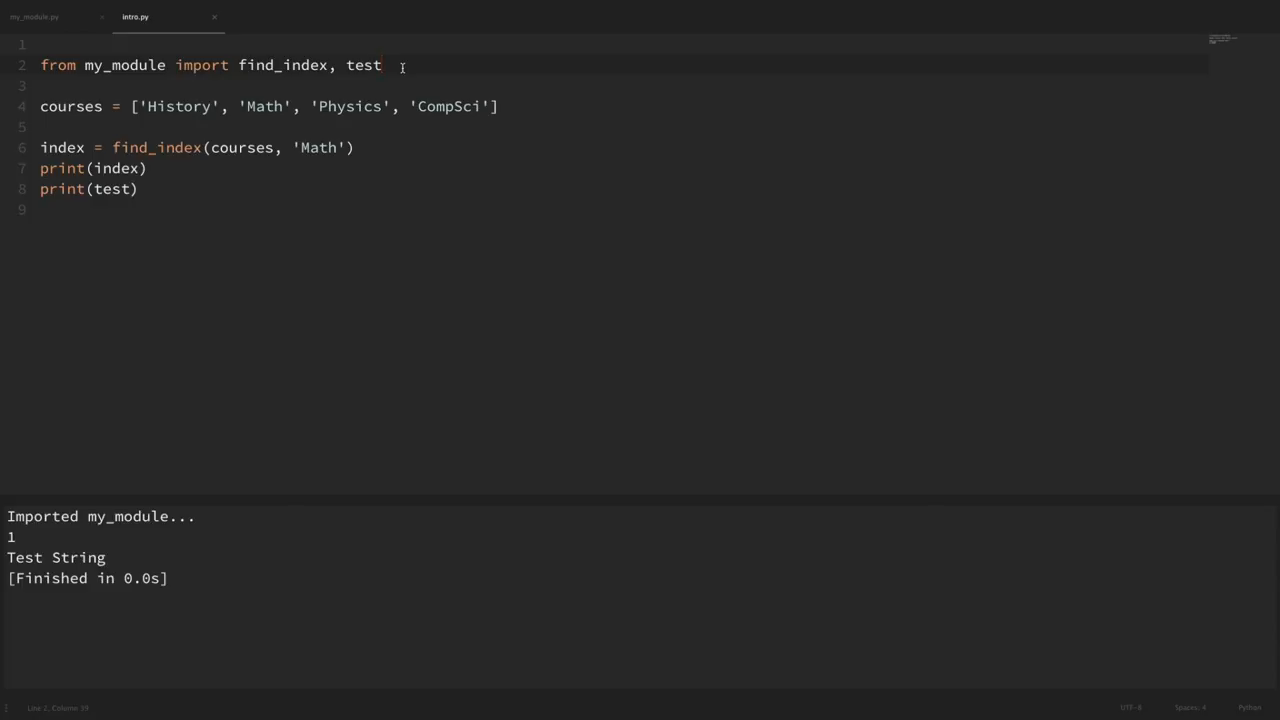 my_module.py × intro.py ×
1
2 from my_module import find_index, test
3
4 courses = ['History', 'Math', 'Physics', 'CompSci']
5
6 index = find_index(courses, 'Math')
7 print(index)
8 print(test)
9
Imported my_module...
1
Test String
[Finished in 0.0s]
Line 2, Column 39 UTF-8 Spaces: 4 Python